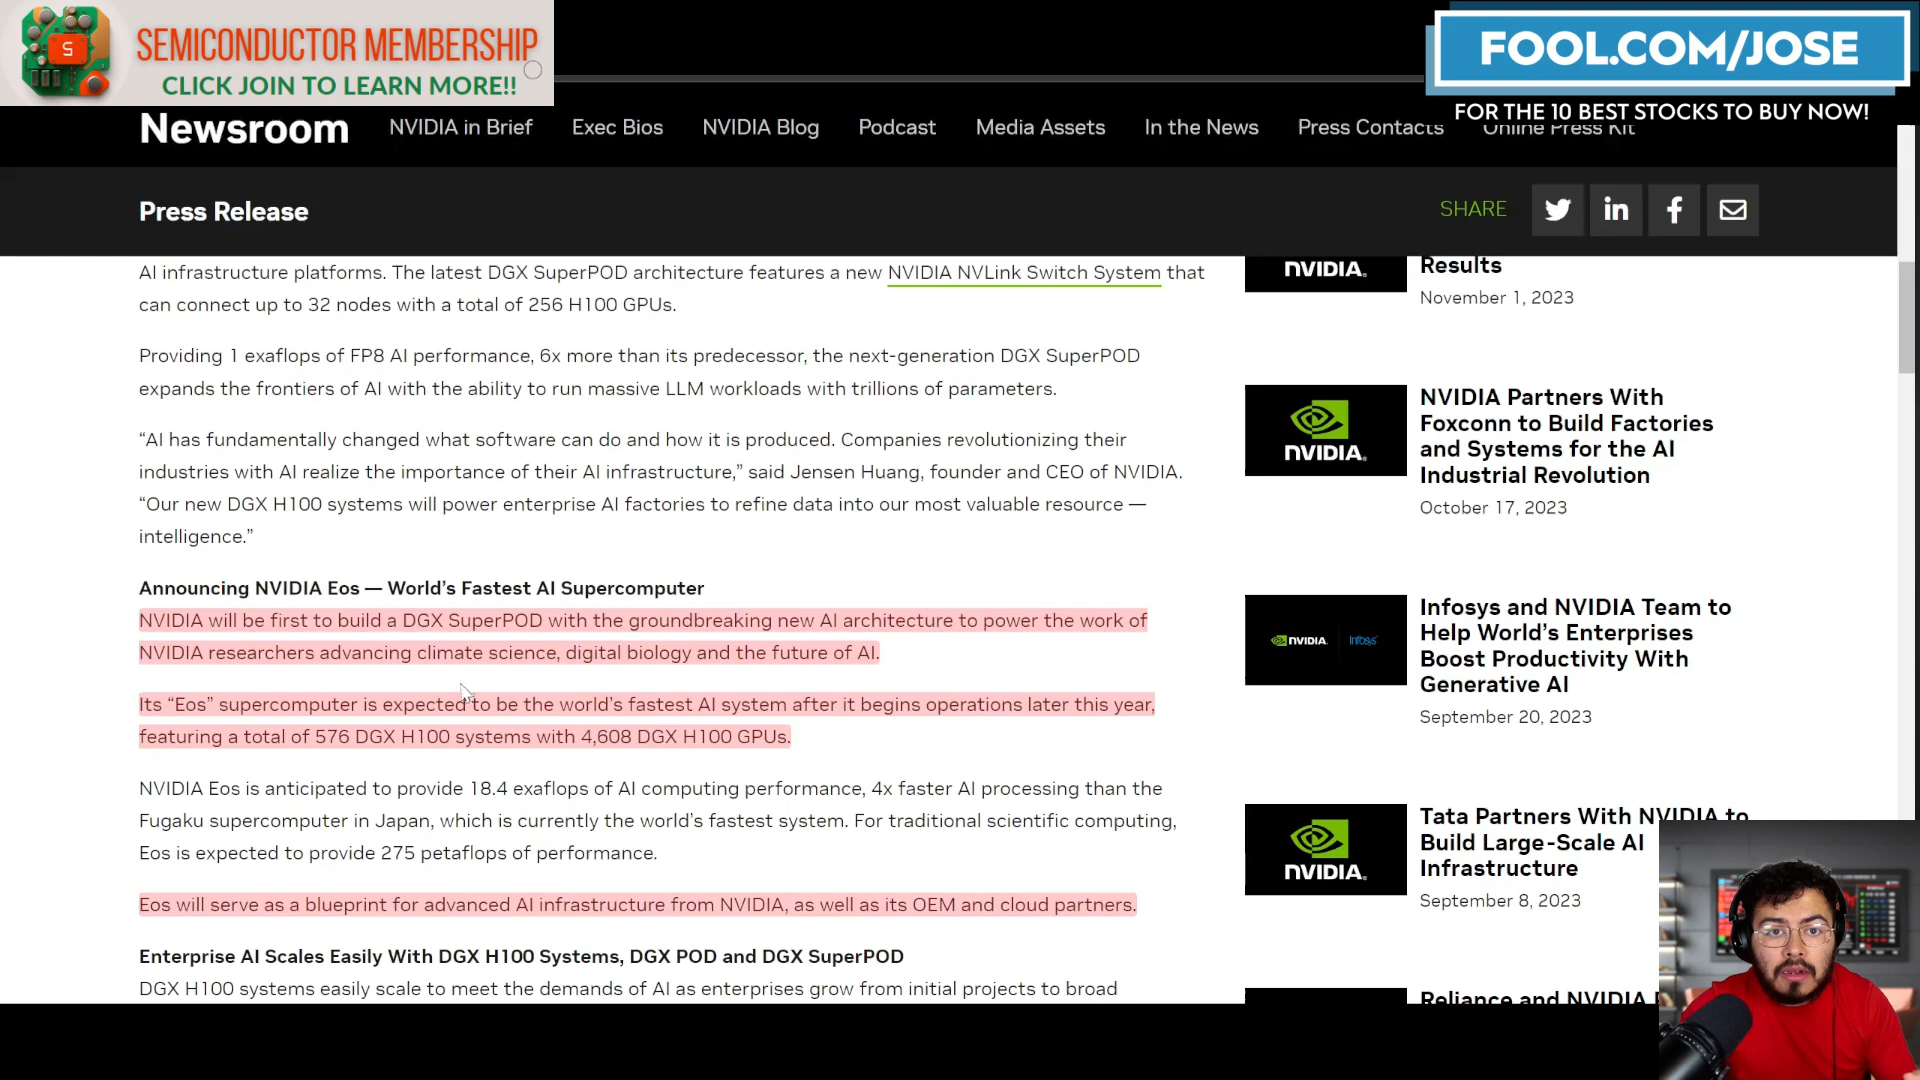 S
SEMICONDUCTOR MEMBERSHIP
CLICK JOIN TO LEARN MORE!!
FOOL.COM/JOSE
FOR THE 10 BEST STOCKS TO BUY NOW!
Newsroom
NVIDIA in Brief
Exec Bios
NVIDIA Blog
Podcast
Media Assets
In the News
Press Contacts
Online Press Kit
Press Release
SHARE
AI infrastructure platforms. The latest DGX SuperPOD architecture features a new NVIDIA NVLink Switch System that
can connect up to 32 nodes with a total of 256 H100 GPUs.
Providing 1 exaflops of FP8 AI performance, 6x more than its predecessor, the next-generation DGX SuperPOD
expands the frontiers of AI with the ability to run massive LLM workloads with trillions of parameters.
“AI has fundamentally changed what software can do and how it is produced. Companies revolutionizing their
industries with AI realize the importance of their AI infrastructure,” said Jensen Huang, founder and CEO of NVIDIA.
“Our new DGX H100 systems will power enterprise AI factories to refine data into our most valuable resource —
intelligence.”
Announcing NVIDIA Eos — World’s Fastest AI Supercomputer
NVIDIA will be first to build a DGX SuperPOD with the groundbreaking new AI architecture to power the work of
NVIDIA researchers advancing climate science, digital biology and the future of AI.
Its “Eos” supercomputer is expected to be the world’s fastest AI system after it begins operations later this year,
featuring a total of 576 DGX H100 systems with 4,608 DGX H100 GPUs.
NVIDIA Eos is anticipated to provide 18.4 exaflops of AI computing performance, 4x faster AI processing than the
Fugaku supercomputer in Japan, which is currently the world’s fastest system. For traditional scientific computing,
Eos is expected to provide 275 petaflops of performance.
Eos will serve as a blueprint for advanced AI infrastructure from NVIDIA, as well as its OEM and cloud partners.
Enterprise AI Scales Easily With DGX H100 Systems, DGX POD and DGX SuperPOD
DGX H100 systems easily scale to meet the demands of AI as enterprises grow from initial projects to broad
NVIDIA.
Results
November 1, 2023
NVIDIA.
NVIDIA Partners With
Foxconn to Build Factories
and Systems for the AI
Industrial Revolution
October 17, 2023
NVIDIA.
Infosys
Infosys and NVIDIA Team to
Help World’s Enterprises
Boost Productivity With
Generative AI
September 20, 2023
NVIDIA.
Tata Partners With NVIDIA to
Build Large-Scale AI
Infrastructure
September 8, 2023
Reliance and NVIDIA